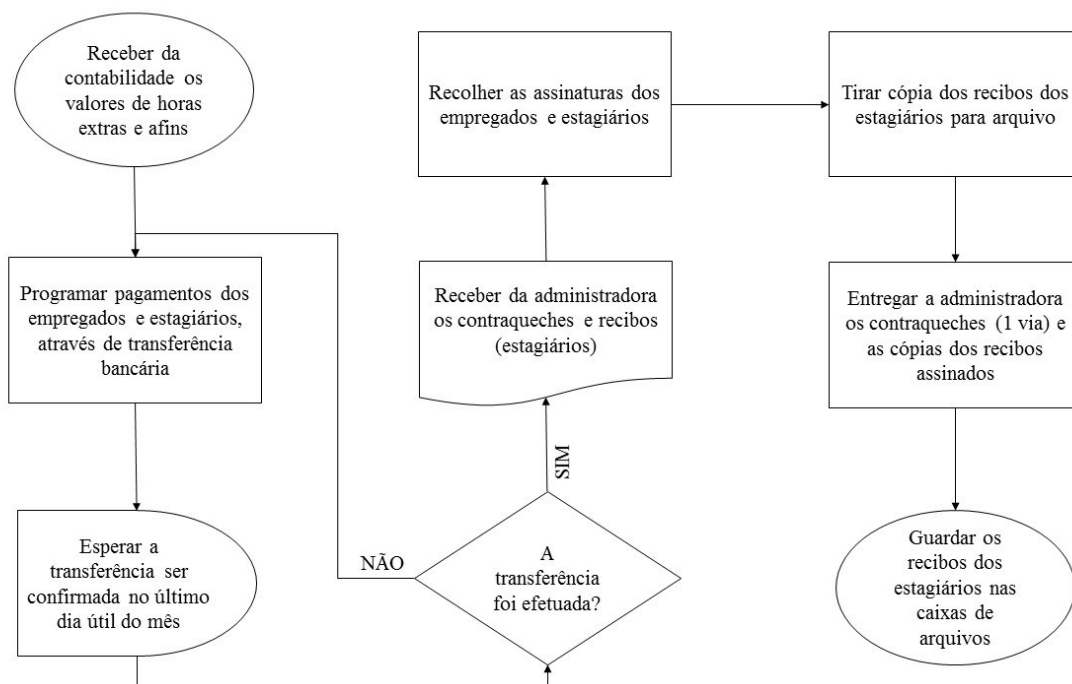 Receber da
contabilidade os
valores de horas
extras e afins
Programar pagamentos dos
empregados e estagiários,
através de transferência
bancária
Esperar a
transferência ser
confirmada no último
dia útil do mês
NÃO
A
transferência
foi efetuada?
SIM
Receber da administradora
os contraqueches e recibos
(estagiários)
Recolher as assinaturas dos
empregados e estagiários
Tirar cópia dos recibos dos
estagiários para arquivo
Entregar a administradora
os contraqueches (1 via) e
as cópias dos recibos
assinados
Guardar os
recibos dos
estagiários nas
caixas de
arquivos